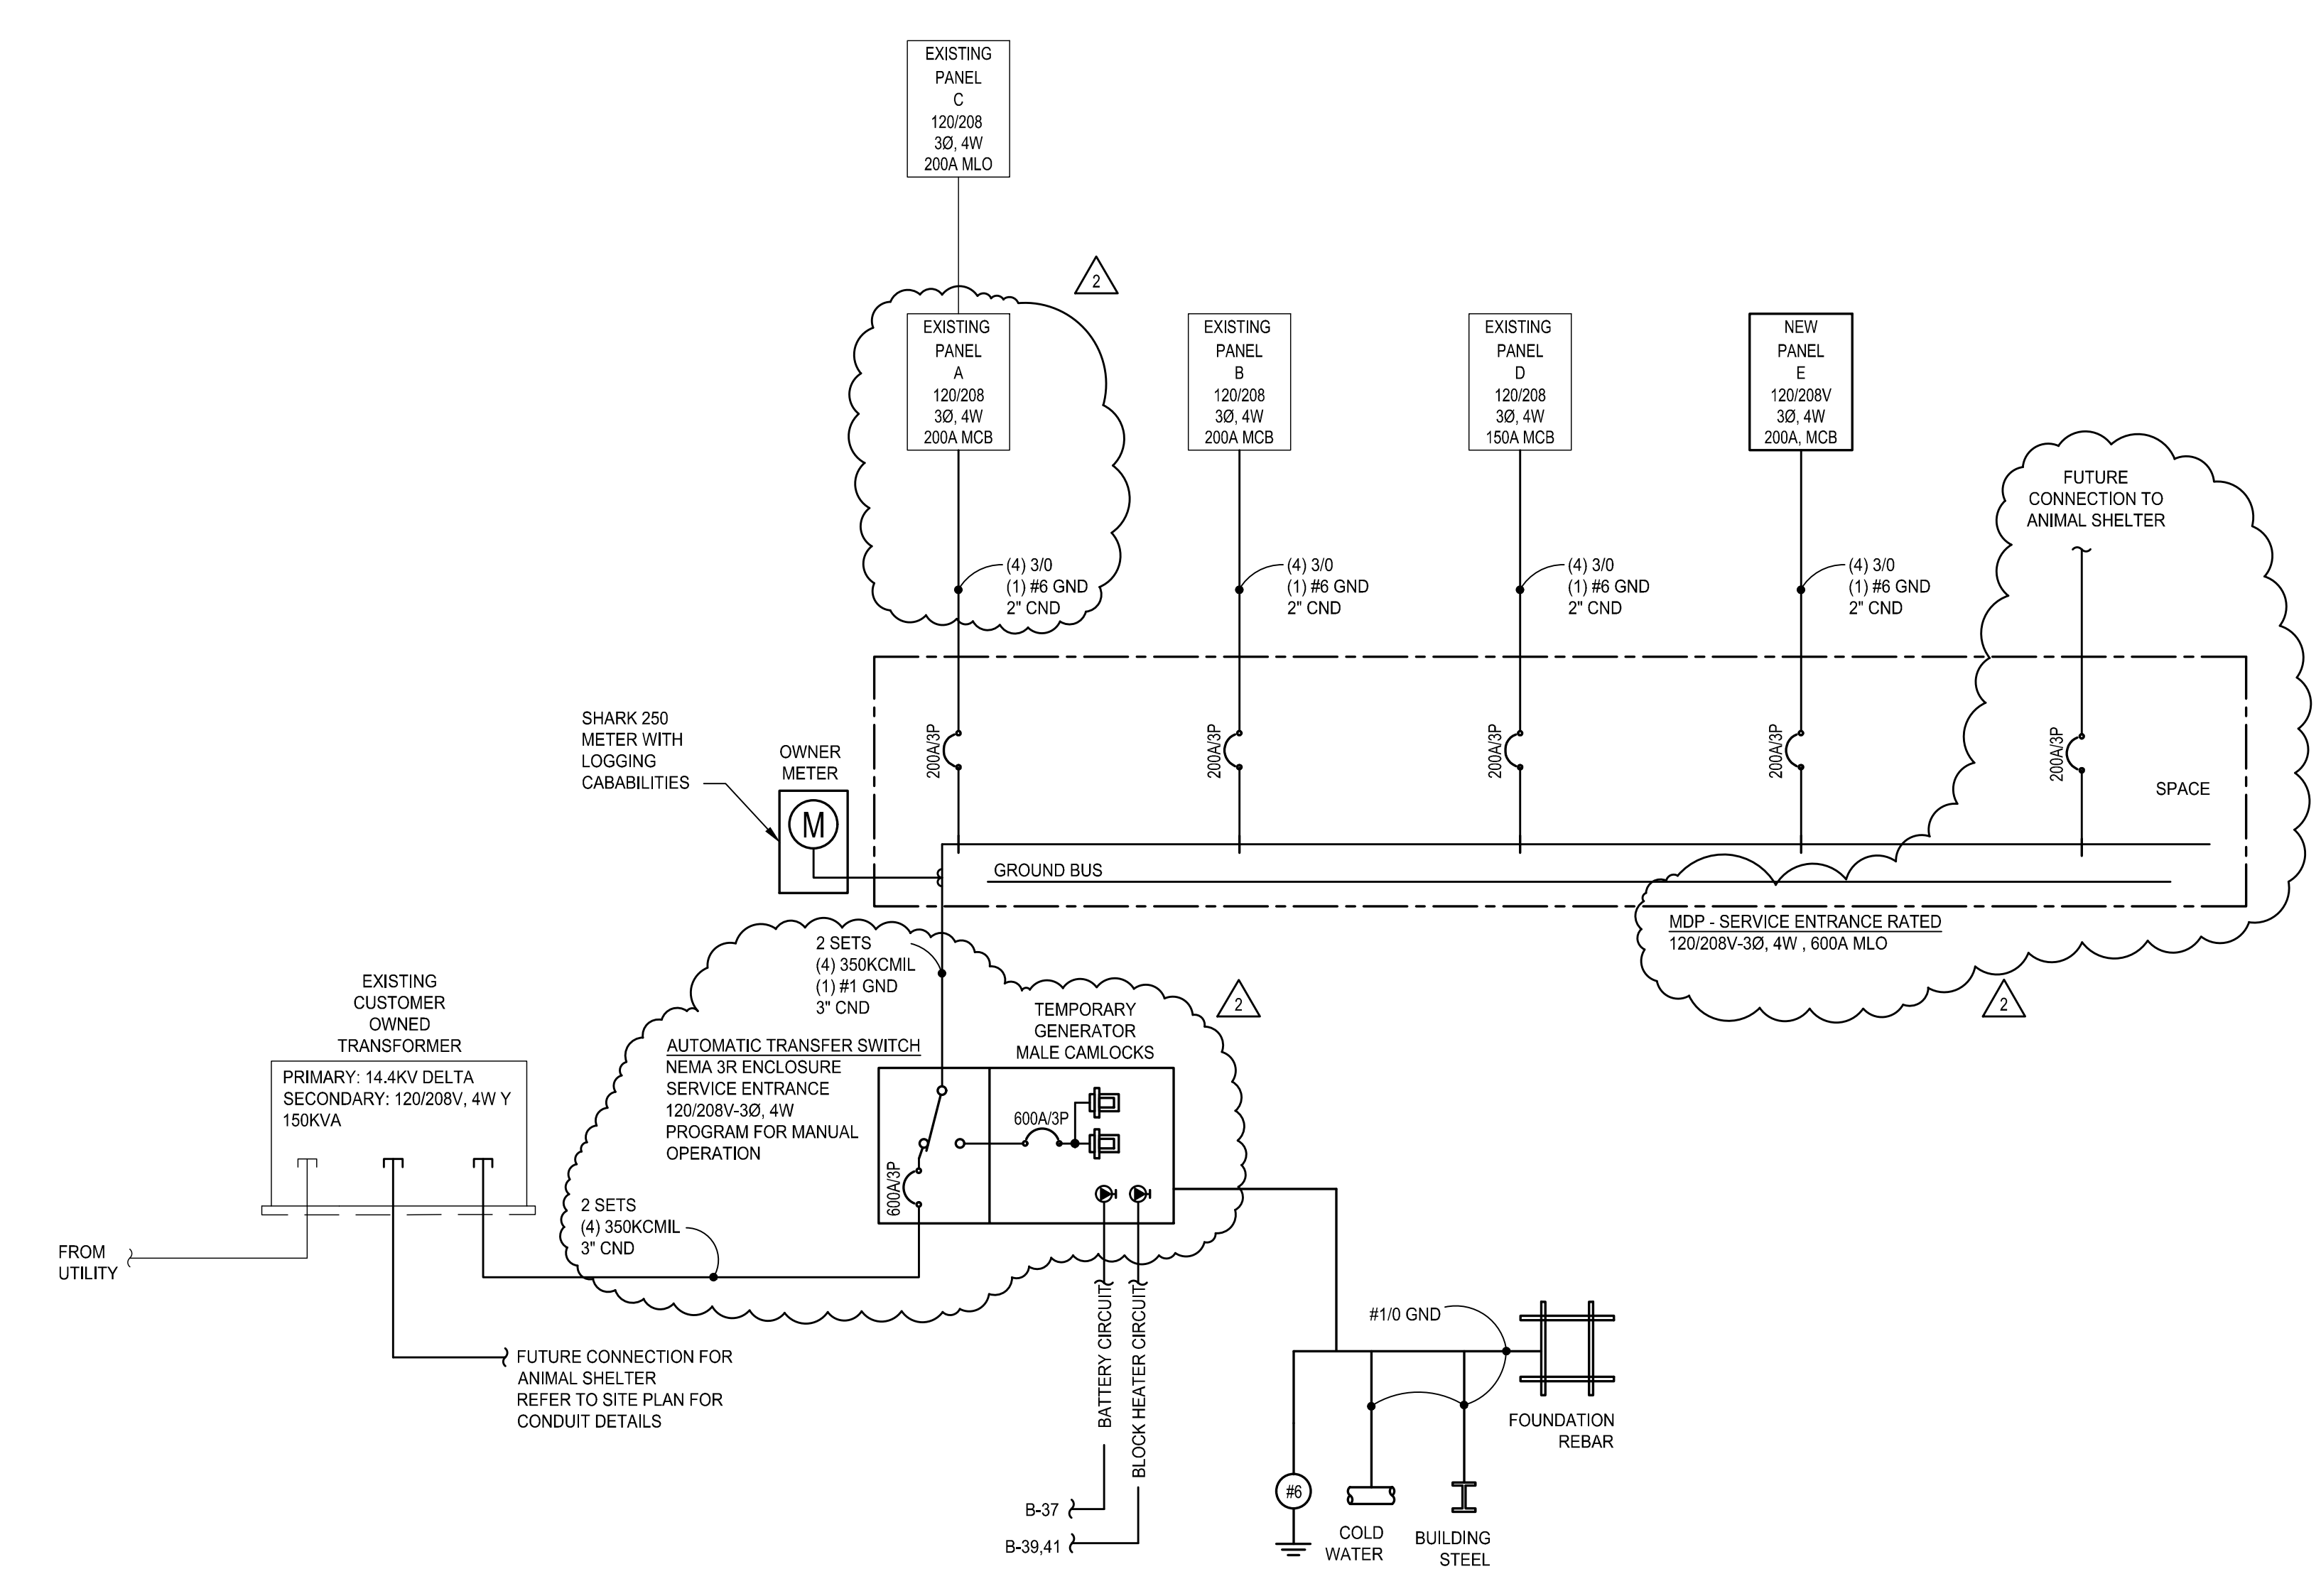 EXISTING
PANEL
C
120/208
3Ø, 4W
200A MLO
2
EXISTING
PANEL
A
120/208
3Ø, 4W
200A MCB
EXISTING
PANEL
B
120/208
3Ø, 4W
200A MCB
EXISTING
PANEL
D
120/208
3Ø, 4W
150A MCB
NEW
PANEL
E
120/208V
3Ø, 4W
200A, MCB
FUTURE
CONNECTION TO
ANIMAL SHELTER
(4) 3/0
(1) #6 GND
2" CND
(4) 3/0
(1) #6 GND
2" CND
(4) 3/0
(1) #6 GND
2" CND
(4) 3/0
(1) #6 GND
2" CND
SHARK 250
METER WITH
LOGGING
CABABILITIES
OWNER
METER
M
200A/3P
200A/3P
200A/3P
200A/3P
200A/3P
SPACE
GROUND BUS
MDP - SERVICE ENTRANCE RATED
120/208V-3Ø, 4W , 600A MLO
2
2 SETS
(4) 350KCMIL
(1) #1 GND
3" CND
2
TEMPORARY
GENERATOR
MALE CAMLOCKS
AUTOMATIC TRANSFER SWITCH
NEMA 3R ENCLOSURE
SERVICE ENTRANCE
120/208V-3Ø, 4W
PROGRAM FOR MANUAL
OPERATION
600A/3P
600A/3P
EXISTING
CUSTOMER
OWNED
TRANSFORMER
PRIMARY: 14.4KV DELTA
SECONDARY: 120/208V, 4W Y
150KVA
2 SETS
(4) 350KCMIL
3" CND
FROM
UTILITY
FUTURE CONNECTION FOR
ANIMAL SHELTER
REFER TO SITE PLAN FOR
CONDUIT DETAILS
BATTERY CIRCUIT
BLOCK HEATER CIRCUIT
B-37
B-39,41
#1/0 GND
FOUNDATION
REBAR
#6
COLD
WATER
BUILDING
STEEL